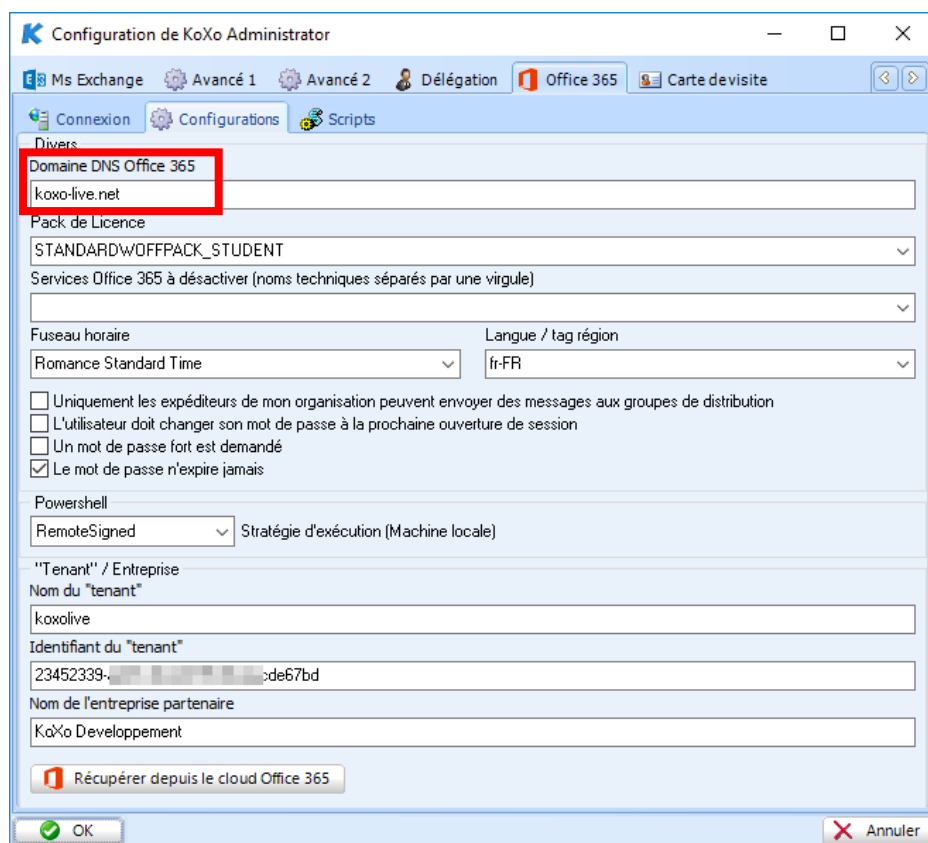 Configuration de KoXo Administrator
Ms Exchange Avancé 1 Avancé 2 Délégation Office 365 Carte de visite
Connexion Configurations Scripts
Divers
Domaine DNS Office 365
koxo-live.net
Pack de Licence
STANDARDWOFFPACK_STUDENT
Services Office 365 à désactiver (noms techniques séparés par une virgule)
Fuseau horaire Langue / tag région
Romance Standard Time fr-FR
Uniquement les expéditeurs de mon organisation peuvent envoyer des messages aux groupes de distribution
L'utilisateur doit changer son mot de passe à la prochaine ouverture de session
Un mot de passe fort est demandé
Le mot de passe n'expire jamais
Powershell
RemoteSigned Stratégie d'exécution (Machine locale)
"Tenant" / Entreprise
Nom du "tenant"
koxolive
Identifiant du "tenant"
23452339- cde67bd
Nom de l'entreprise partenaire
KoXo Developpement
Récupérer depuis le cloud Office 365
OK Annuler